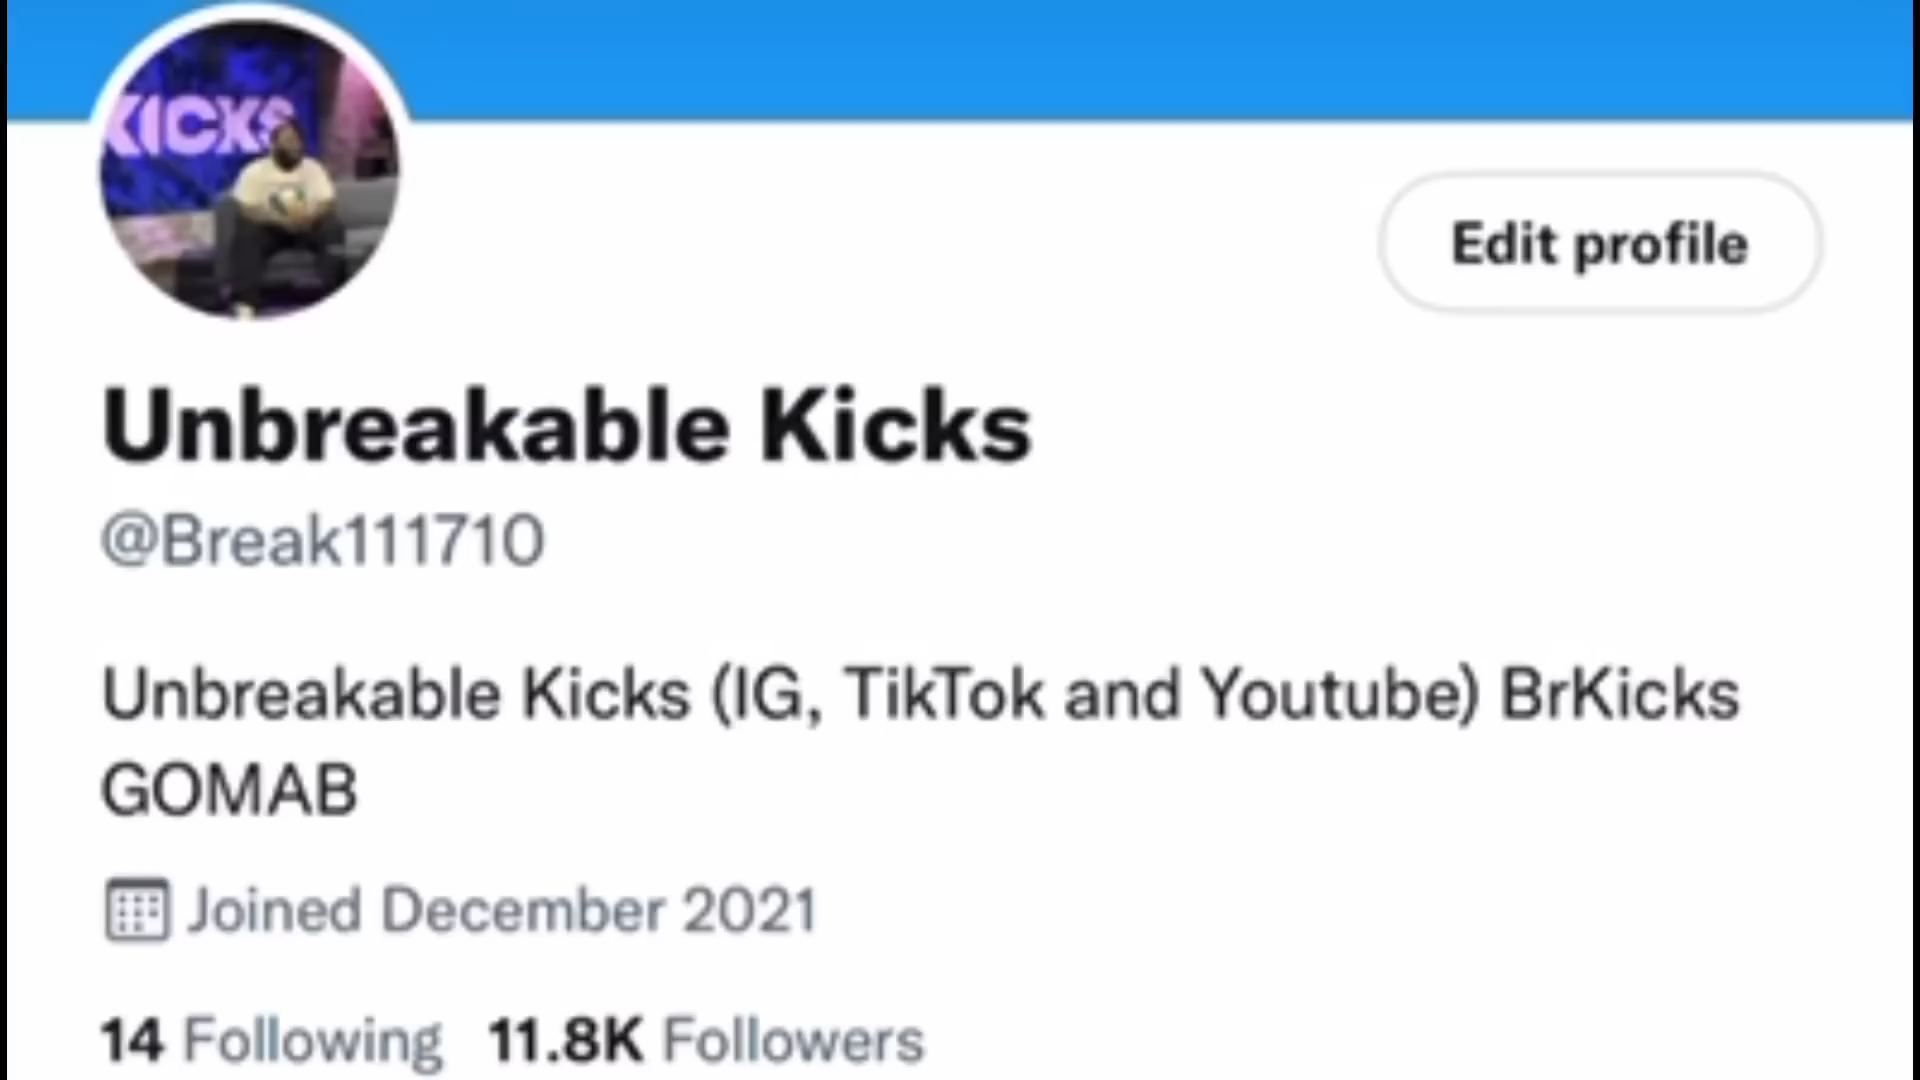 KICKS
Edit profile
Unbreakable Kicks
@Break111710
Unbreakable Kicks (IG, TikTok and Youtube) BrKicks
GOMAB
Joined December 2021
14 Following 11.8K Followers